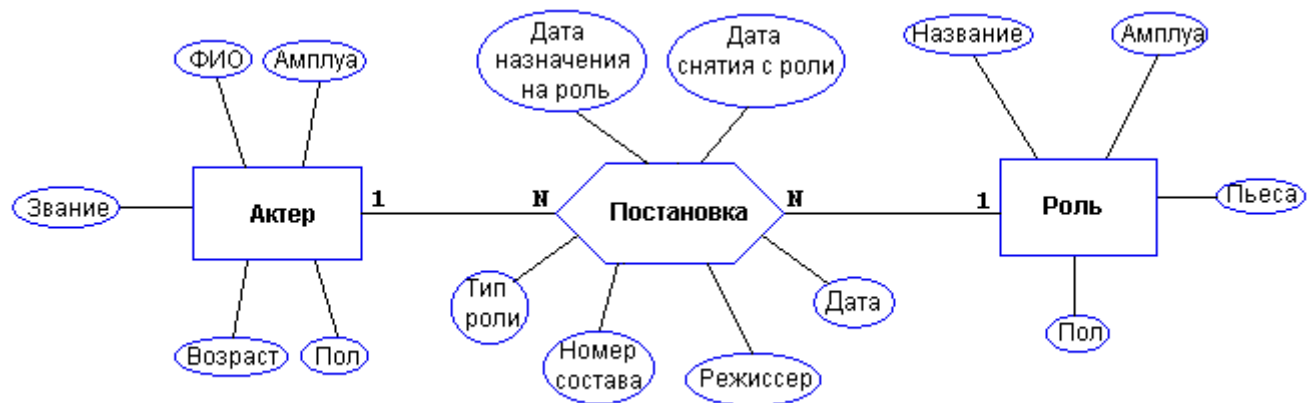 Дата
назначения
на роль
Дата
снятия с роли
Название
Амплуа
ФИО
Амплуа
Звание
Актер
1
N
Постановка
N
1
Роль
Пьеса
Тип
роли
Дата
Возраст
Пол
Номер
состава
Режиссер
Пол